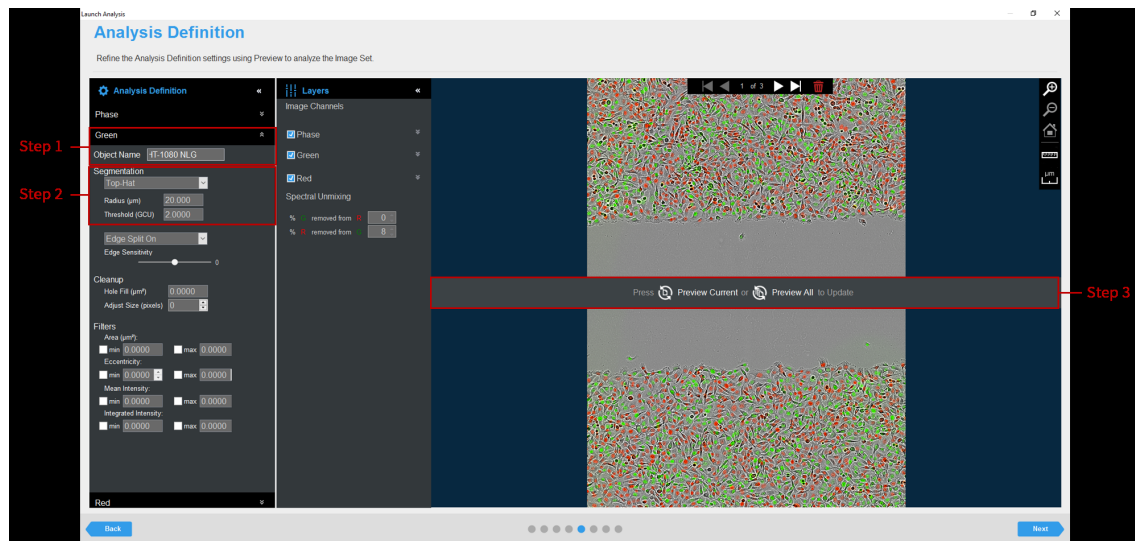 Launch Analysis
Analysis Definition
Refine the Analysis Definition settings using Preview to analyze the Image Set.
Analysis Definition «
Phase
Green
Step 1
Object Name HT-1080 NLG
Step 2
Segmentation
Top-Hat
Radius (µm) 20.000
Threshold (GCU) 2.0000
Edge Split On
Edge Sensitivity
0
Cleanup
Hole Fill (µm²) 0.0000
Adjust Size (pixels) 0
Filters
Area (µm²):
min 0.0000 max 0.0000
Eccentricity:
min 0.0000 max 0.0000
Mean Intensity:
min 0.0000 max 0.0000
Integrated Intensity:
min 0.0000 max 0.0000
Red
Layers «
Image Channels
Phase
Green
Red
Spectral Unmixing
% G removed from R 0
% R removed from G 8
1 of 3
µm
Press Preview Current or Preview All to Update
Step 3
Back
Next